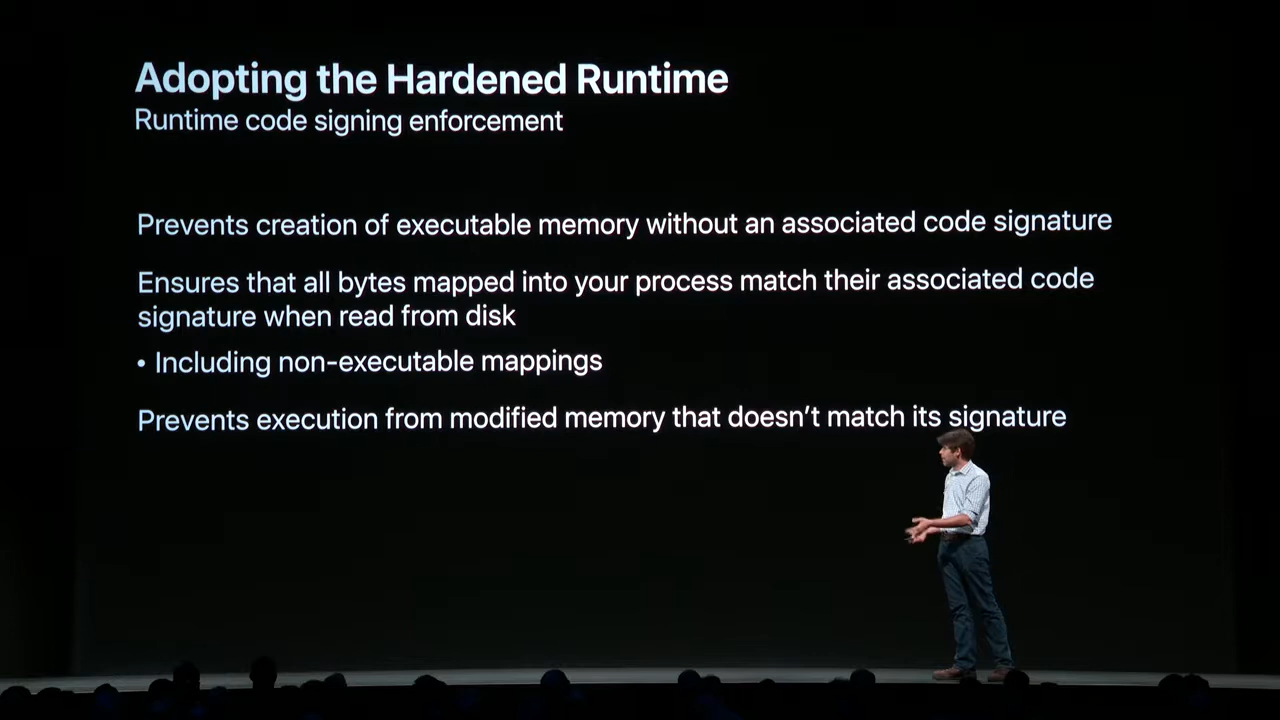 Adopting the Hardened Runtime
Runtime code signing enforcement
Prevents creation of executable memory without an associated code signature
Ensures that all bytes mapped into your process match their associated code
signature when read from disk
• Including non-executable mappings
Prevents execution from modified memory that doesn’t match its signature